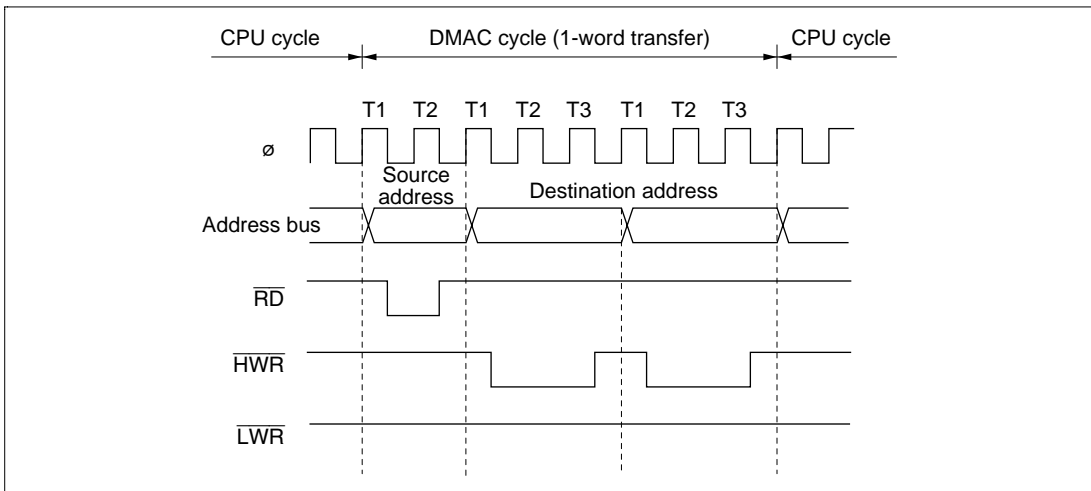 CPU cycle DMAC cycle (1-word transfer) CPU cycle
T1 T2 T1 T2 T3 T1 T2 T3
ø
Source
address
Destination address
Address bus
RD
HWR
LWR